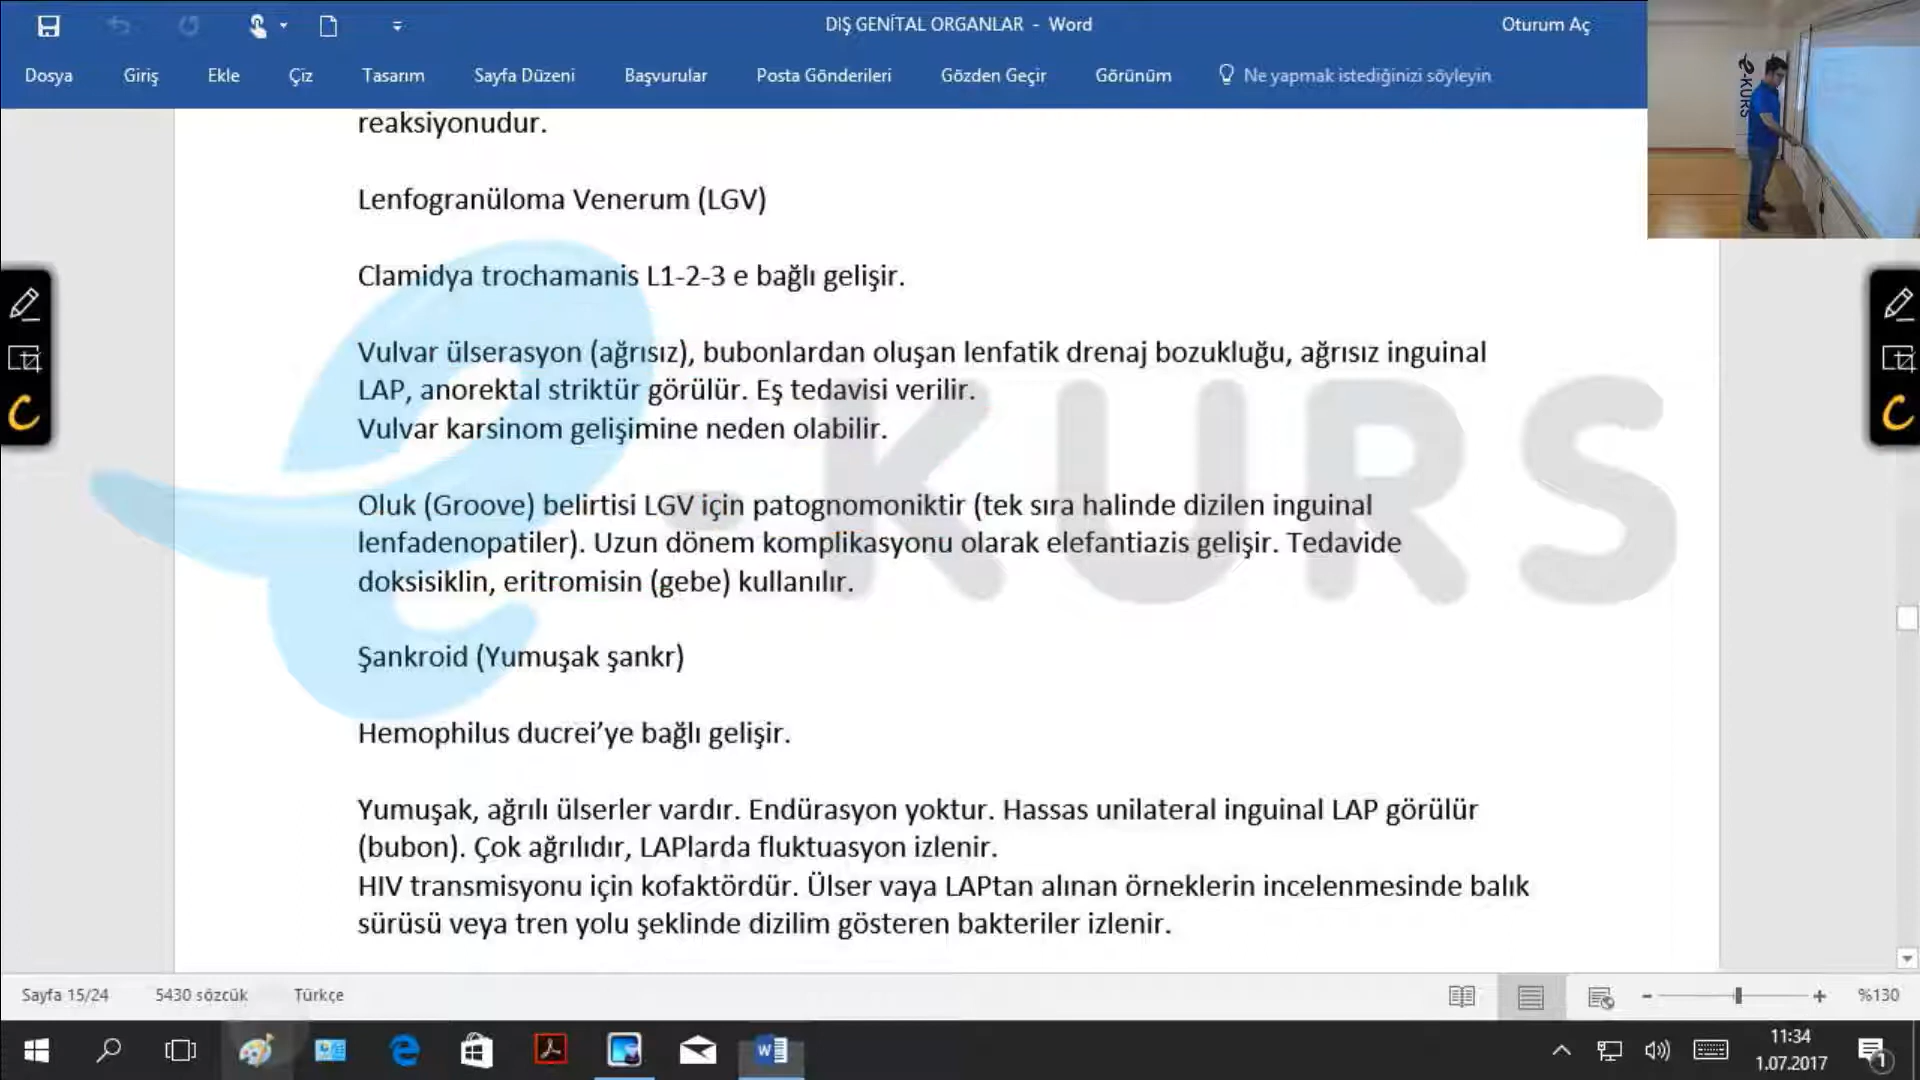 DIŞ GENİTAL ORGANLAR - Word
Oturum Aç
Dosya Giriş Ekle Çiz Tasarım Sayfa Düzeni Başvurular Posta Gönderileri Gözden Geçir Görünüm Ne yapmak istediğinizi söyleyin
e-KURS
reaksiyonudur.
Lenfogranüloma Venerum (LGV)
Clamidya trochamanis L1-2-3 e bağlı gelişir.
Vulvar ülserasyon (ağrısız), bubonlardan oluşan lenfatik drenaj bozukluğu, ağrısız inguinal
LAP, anorektal striktür görülür. Eş tedavisi verilir.
Vulvar karsinom gelişimine neden olabilir.
e-KURS
Oluk (Groove) belirtisi LGV için patognomoniktir (tek sıra halinde dizilen inguinal
lenfadenopatiler). Uzun dönem komplikasyonu olarak elefantiazis gelişir. Tedavide
doksisiklin, eritromisin (gebe) kullanılır.
Şankroid (Yumuşak şankr)
Hemophilus ducrei’ye bağlı gelişir.
Yumuşak, ağrılı ülserler vardır. Endürasyon yoktur. Hassas unilateral inguinal LAP görülür
(bubon). Çok ağrılıdır, LAPlarda fluktuasyon izlenir.
HIV transmisyonu için kofaktördür. Ülser vaya LAPtan alınan örneklerin incelenmesinde balık
sürüsü veya tren yolu şeklinde dizilim gösteren bakteriler izlenir.
Sayfa 15/24 5430 sözcük Türkçe
%130
11:34
1.07.2017
1